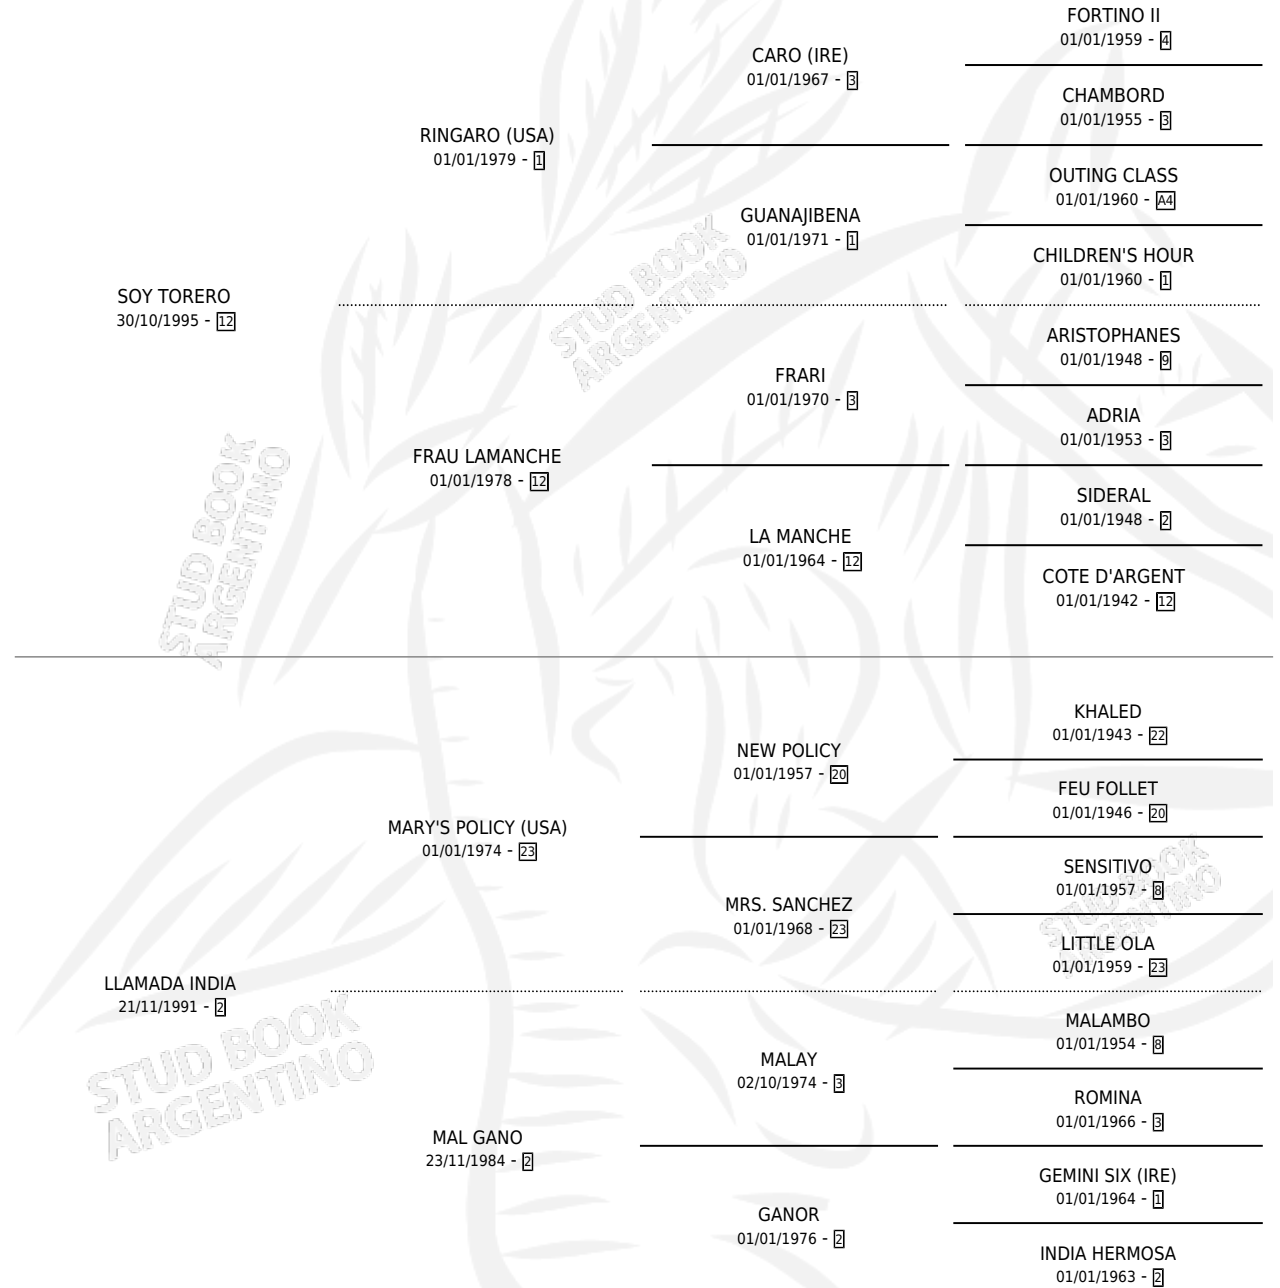 FORTINO II
01/01/1959 - 4
CARO (IRE)
01/01/1967 - 3
CHAMBORD
01/01/1955 - 3
RINGARO (USA)
01/01/1979 - 1
OUTING CLASS
01/01/1960 - A4
GUANAJIBENA
01/01/1971 - 1
CHILDREN'S HOUR
01/01/1960 - 1
SOY TORERO
30/10/1995 - 12
ARISTOPHANES
01/01/1948 - 9
FRARI
01/01/1970 - 3
ADRIA
01/01/1953 - 3
FRAU LAMANCHE
01/01/1978 - 12
SIDERAL
01/01/1948 - 2
LA MANCHE
01/01/1964 - 12
COTE D'ARGENT
01/01/1942 - 12
KHALED
01/01/1943 - 22
NEW POLICY
01/01/1957 - 20
FEU FOLLET
01/01/1946 - 20
MARY'S POLICY (USA)
01/01/1974 - 23
SENSITIVO
01/01/1957 - 8
MRS. SANCHEZ
01/01/1968 - 23
LITTLE OLA
01/01/1959 - 23
LLAMADA INDIA
21/11/1991 - 2
MALAMBO
01/01/1954 - 8
MALAY
02/10/1974 - 3
ROMINA
01/01/1966 - 3
MAL GANO
23/11/1984 - 2
GEMINI SIX (IRE)
01/01/1964 - 1
GANOR
01/01/1976 - 2
INDIA HERMOSA
01/01/1963 - 2
STUD BOOK
ARGENTINO
STUD BOOK
ARGENTINO
STUD BOOK
ARGENTINO
STUD BOOK
ARGENTINO